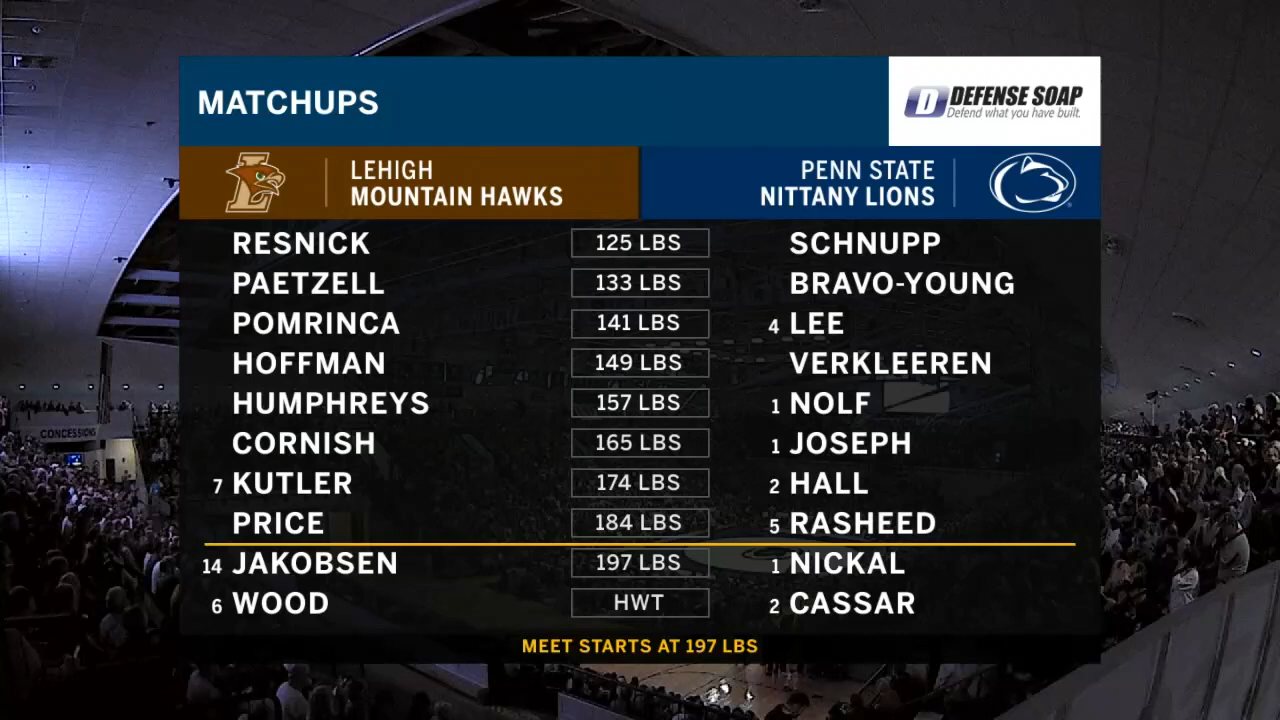 MATCHUPS
D DEFENSE SOAP
Defend what you have built.
L
LEHIGH
MOUNTAIN HAWKS
PENN STATE
NITTANY LIONS
RESNICK 125 LBS SCHNUPP
PAETZELL 133 LBS BRAVO-YOUNG
POMRINCA 141 LBS 4 LEE
HOFFMAN 149 LBS VERKLEEREN
HUMPHREYS 157 LBS 1 NOLF
CORNISH 165 LBS 1 JOSEPH
7 KUTLER 174 LBS 2 HALL
PRICE 184 LBS 5 RASHEED
14 JAKOBSEN 197 LBS 1 NICKAL
6 WOOD HWT 2 CASSAR
MEET STARTS AT 197 LBS
CONCESSIONS